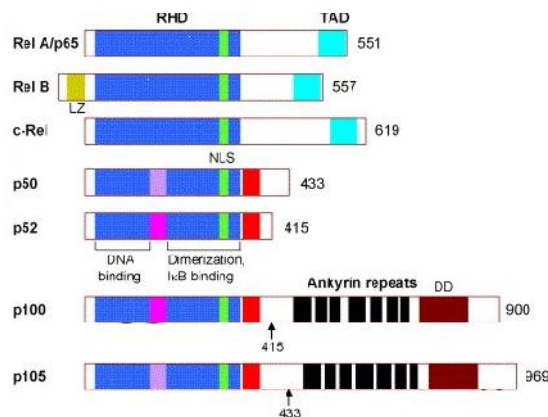 RHD TAD
Rel A/p65 551
Rel B 557
LZ
c-Rel 619
NLS
p50 433
p52 415
DNA binding
Dimerization, IκB binding
Ankyrin repeats DD
p100 900
415
p105 969
433